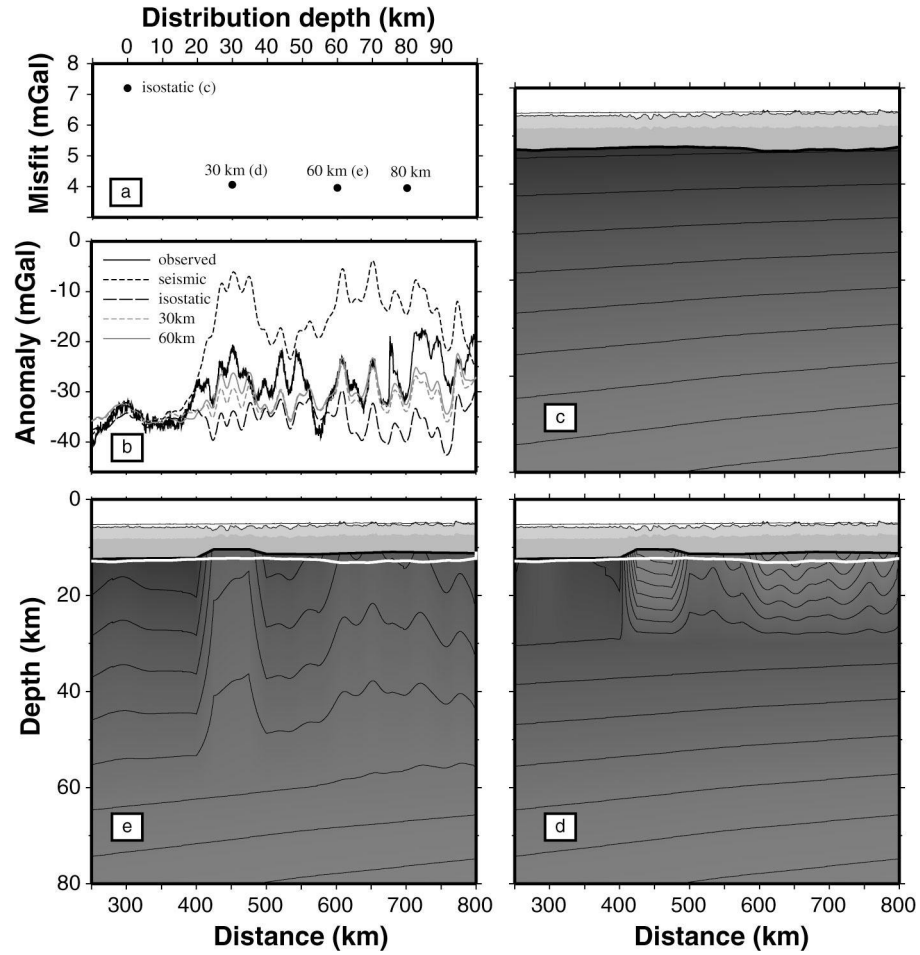 Distribution depth (km)
0 10 20 30 40 50 60 70 80 90
Misfit (mGal)
8
7
6
5
4
isostatic (c)
30 km (d)
60 km (e)
80 km
a
Anomaly (mGal)
0
-10
-20
-30
-40
observed
seismic
isostatic
30km
60km
b
c
Depth (km)
0
20
40
60
80
e
300 400 500 600 700 800
Distance (km)
d
300 400 500 600 700 800
Distance (km)